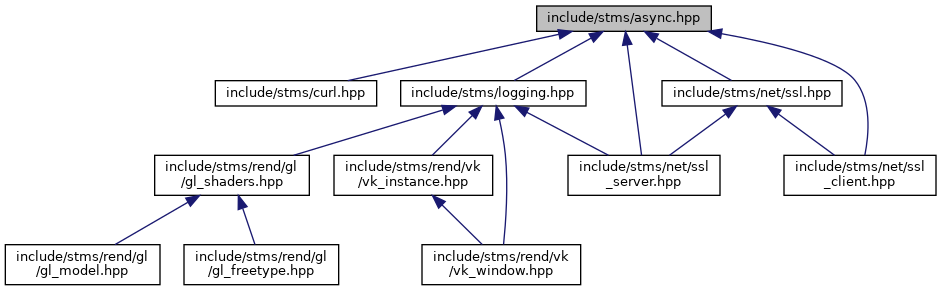 include/stms/async.hpp
include/stms/curl.hpp
include/stms/logging.hpp
include/stms/net/ssl.hpp
include/stms/rend/gl
/gl_shaders.hpp
include/stms/rend/vk
/vk_instance.hpp
include/stms/net/ssl
_server.hpp
include/stms/net/ssl
_client.hpp
include/stms/rend/gl
/gl_model.hpp
include/stms/rend/gl
/gl_freetype.hpp
include/stms/rend/vk
/vk_window.hpp